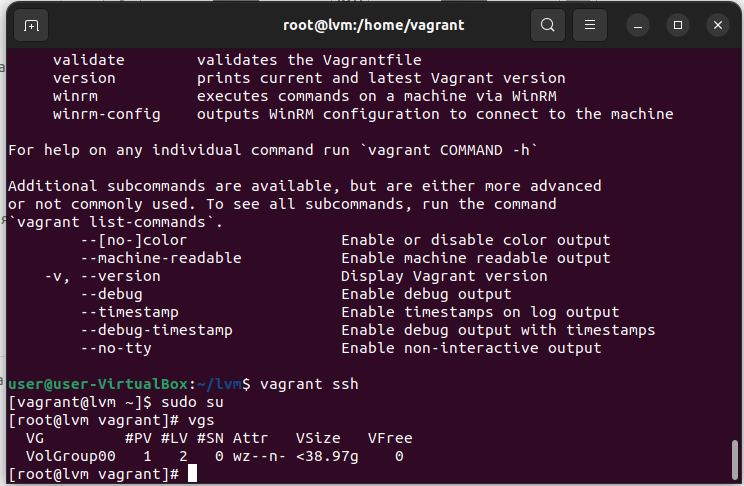 root@lvm:/home/vagrant
validate        validates the Vagrantfile
version         prints current and latest Vagrant version
winrm           executes commands on a machine via WinRM
winrm-config    outputs WinRM configuration to connect to the machine
For help on any individual command run `vagrant COMMAND -h`
Additional subcommands are available, but are either more advanced
or not commonly used. To see all subcommands, run the command
`vagrant list-commands`.
--[no-]color                 Enable or disable color output
--machine-readable           Enable machine readable output
-v, --version                    Display Vagrant version
--debug                      Enable debug output
--timestamp                  Enable timestamps on log output
--debug-timestamp            Enable debug output with timestamps
--no-tty                     Enable non-interactive output
user@user-VirtualBox:~/lvm$ vagrant ssh
[vagrant@lvm ~]$ sudo su
[root@lvm vagrant]# vgs
VG         #PV #LV #SN Attr   VSize   VFree
VolGroup00   1   2   0 wz--n- <38.97g    0
[root@lvm vagrant]#